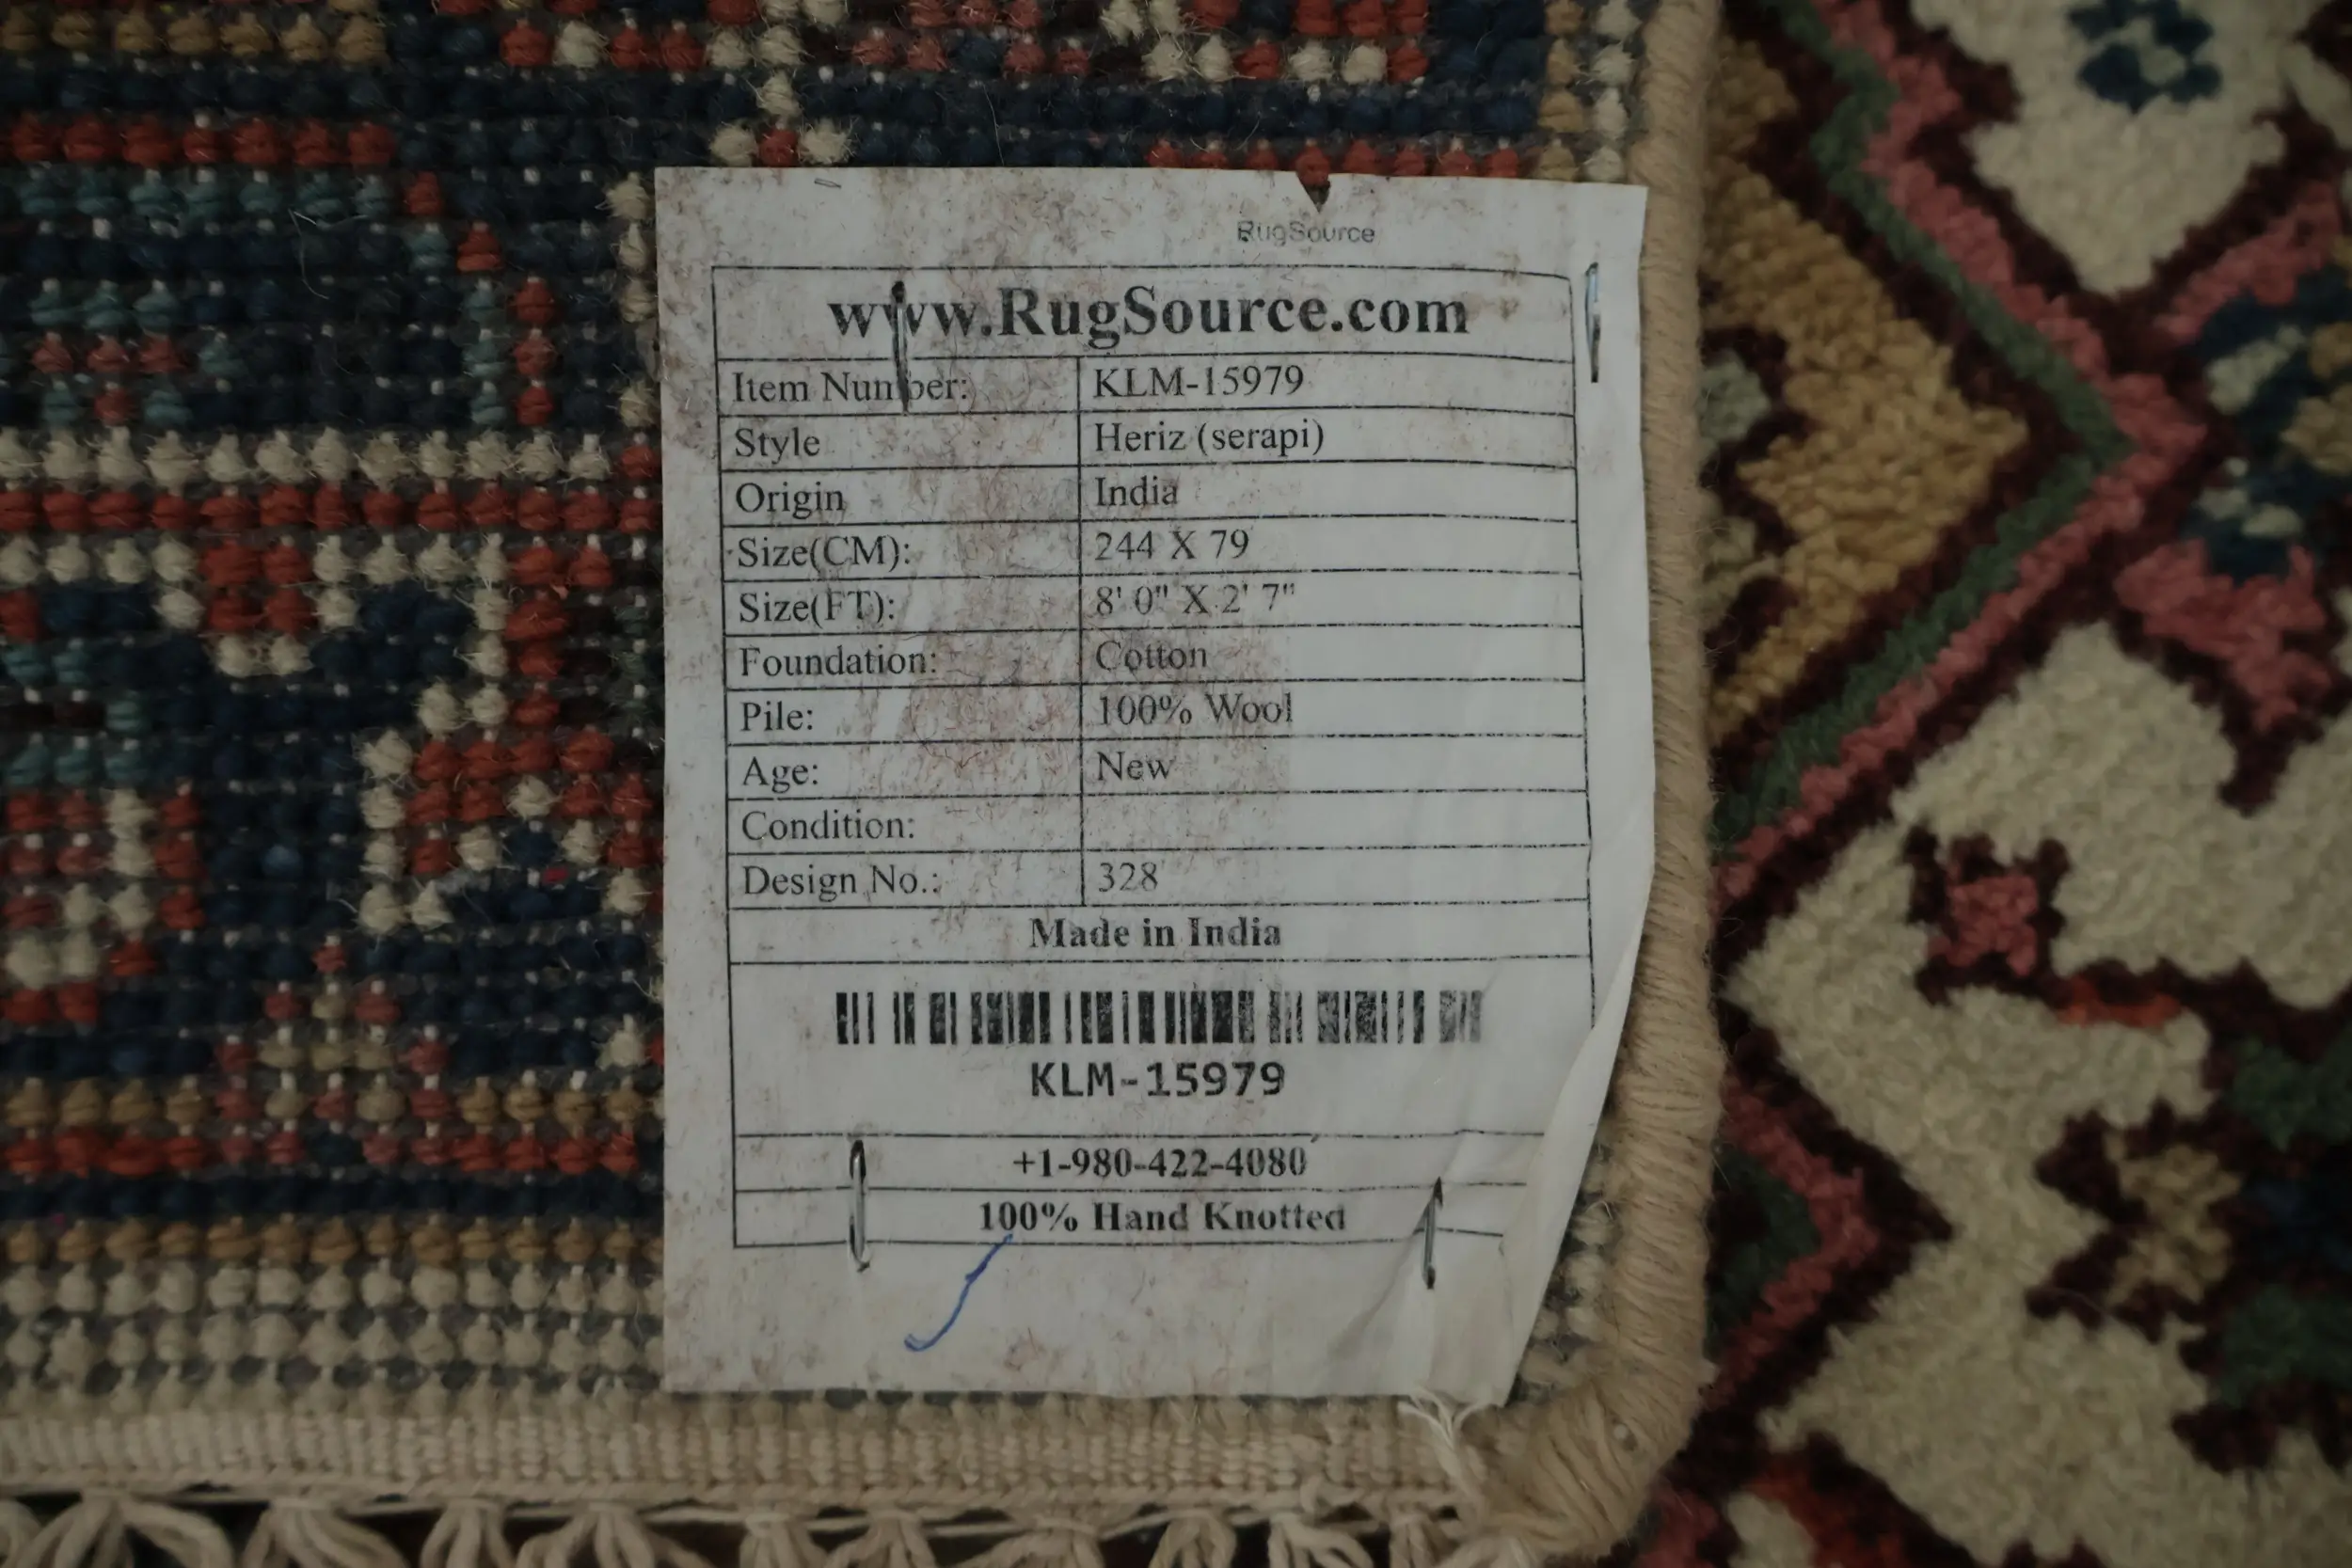 RugSource
www.RugSource.com
Item Number: KLM-15979
Style Heriz (serapi)
Origin India
Size(CM): 244 X 79
Size(FT): 8' 0" X 2' 7"
Foundation: Cotton
Pile: 100% Wool
Age: New
Condition:
Design No.: 328
Made in India
KLM-15979
+1-980-422-4080
100% Hand Knotted